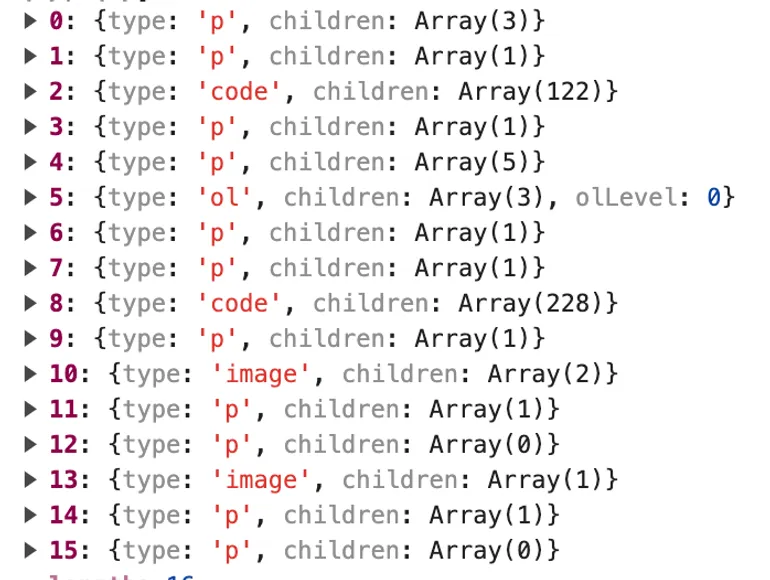 0: {type: 'p', children: Array(3)}
1: {type: 'p', children: Array(1)}
2: {type: 'code', children: Array(122)}
3: {type: 'p', children: Array(1)}
4: {type: 'p', children: Array(5)}
5: {type: 'ol', children: Array(3), olLevel: 0}
6: {type: 'p', children: Array(1)}
7: {type: 'p', children: Array(1)}
8: {type: 'code', children: Array(228)}
9: {type: 'p', children: Array(1)}
10: {type: 'image', children: Array(2)}
11: {type: 'p', children: Array(1)}
12: {type: 'p', children: Array(0)}
13: {type: 'image', children: Array(1)}
14: {type: 'p', children: Array(1)}
15: {type: 'p', children: Array(0)}
length: 16